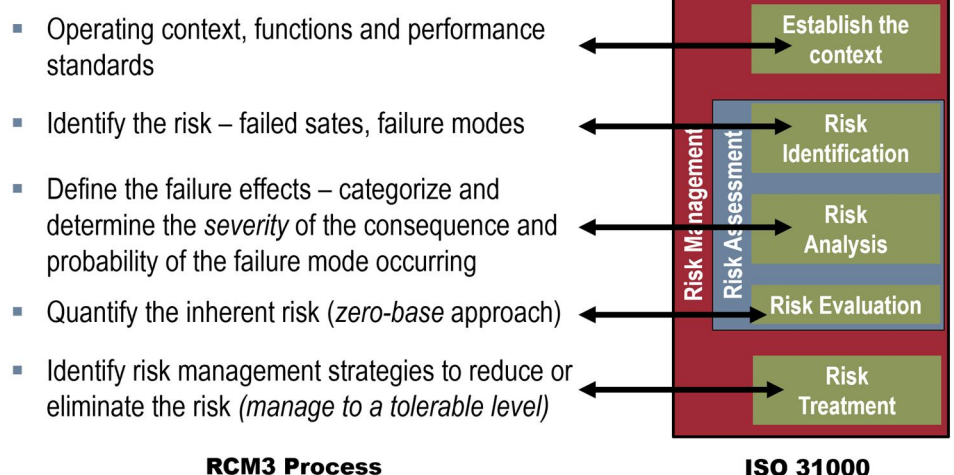 Operating context, functions and performance
standards
Identify the risk – failed sates, failure modes
Define the failure effects – categorize and
determine the severity of the consequence and
probability of the failure mode occurring
Quantify the inherent risk (zero-base approach)
Identify risk management strategies to reduce or
eliminate the risk (manage to a tolerable level)
RCM3 Process
Risk Management
Risk Assessment
Establish the
context
Risk
Identification
Risk
Analysis
Risk Evaluation
Risk
Treatment
ISO 31000